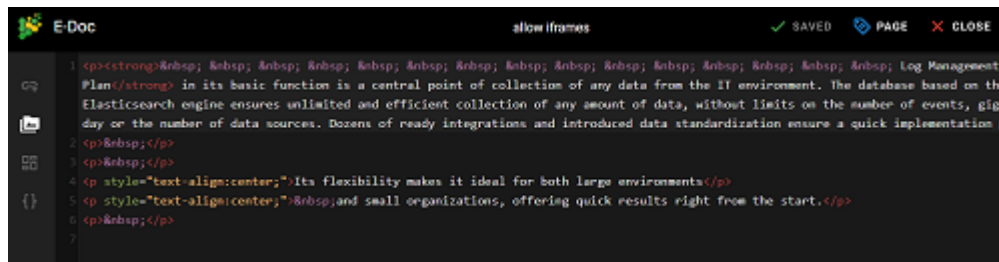 E-Doc
allow iframes
SAVED
PAGE
CLOSE
1 <p><strong>&nbsp; &nbsp; &nbsp; &nbsp; &nbsp; &nbsp; &nbsp; &nbsp; &nbsp; &nbsp; &nbsp; &nbsp; &nbsp; &nbsp; &nbsp; Log Management
Plan</strong> in its basic function is a central point of collection of any data from the IT environment. The database based on th
Elasticsearch engine ensures unlimited and efficient collection of any amount of data, without limits on the number of events, gig
day or the number of data sources. Dozens of ready integrations and introduced data standardization ensure a quick implementation
2 <p>&nbsp;</p>
3 <p>&nbsp;</p>
4 <p style="text-align:center;">Its flexibility makes it ideal for both large environments</p>
5 <p style="text-align:center;">&nbsp;and small organizations, offering quick results right from the start.</p>
6 <p>&nbsp;</p>
7